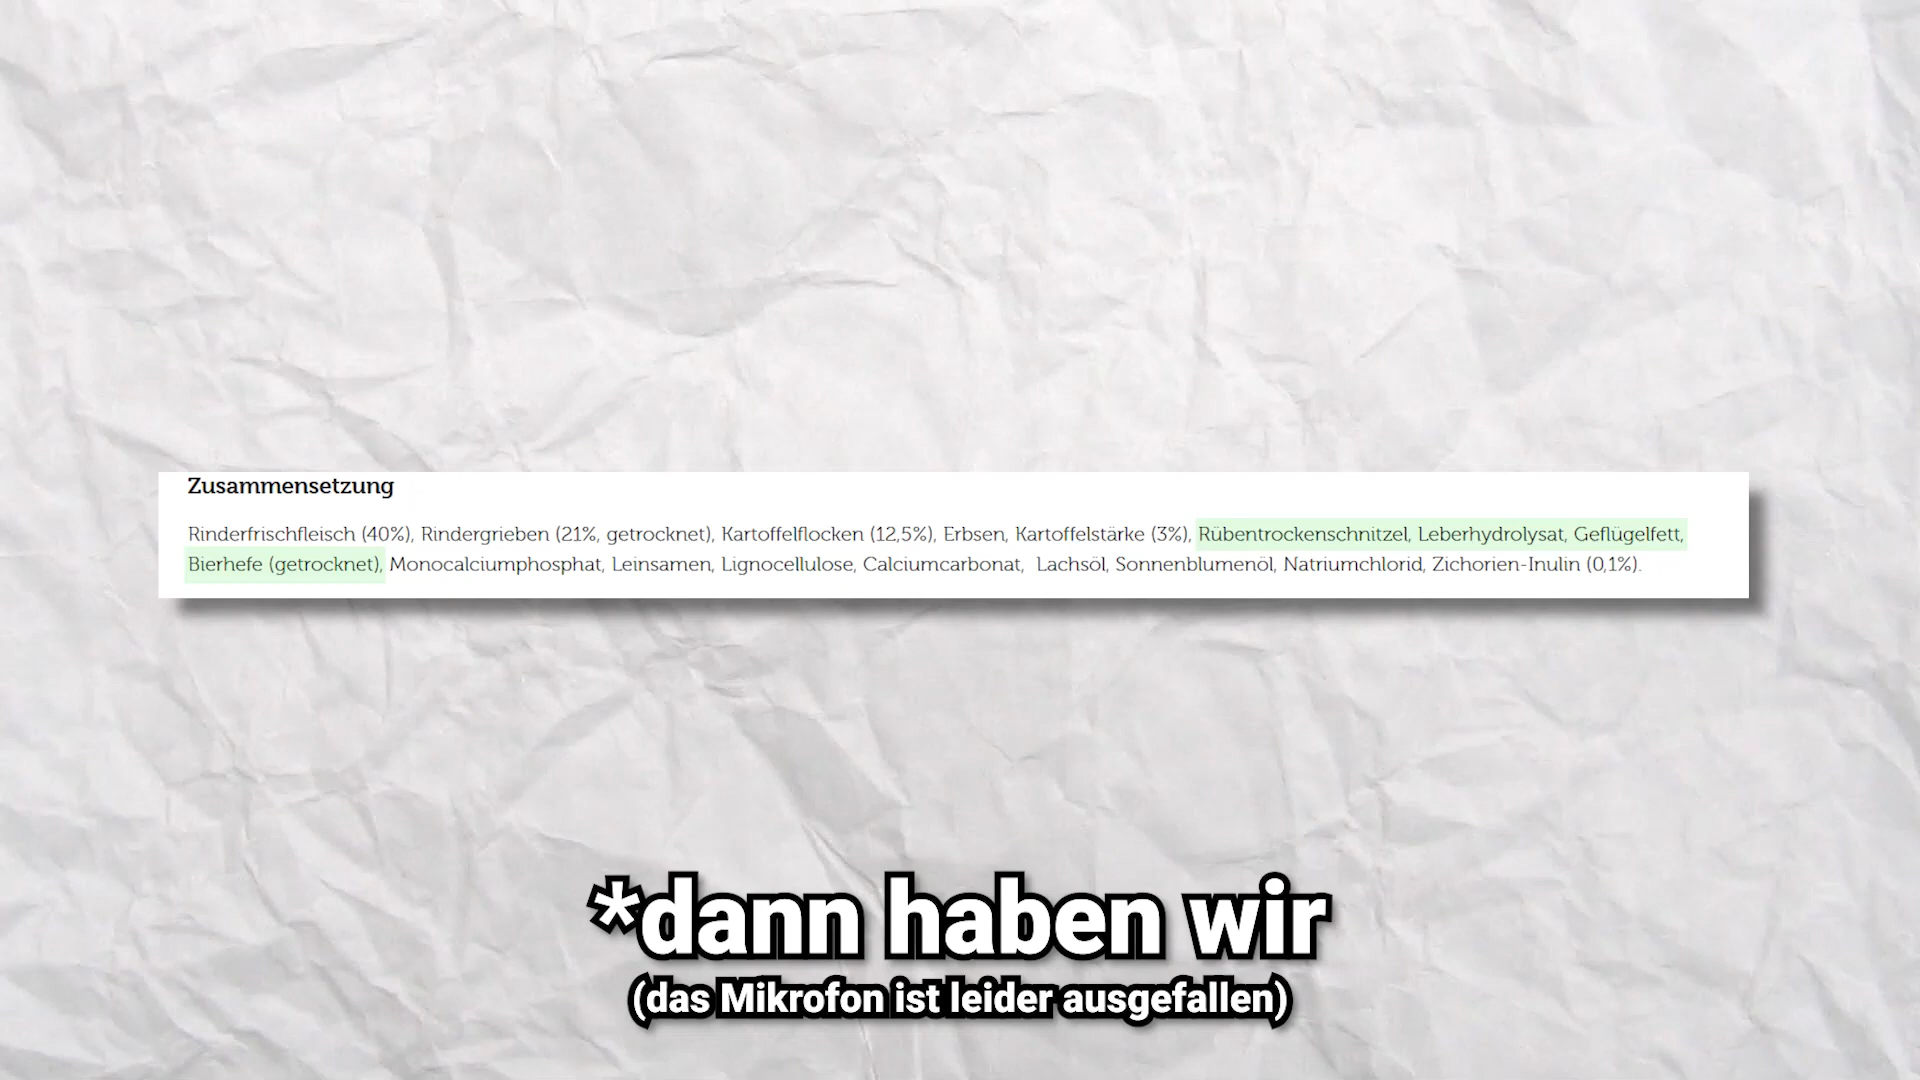 Zusammensetzung
Rinderfrischfleisch (40%), Rindergrieben (21%, getrocknet), Kartoffelflocken (12,5%), Erbsen, Kartoffelstärke (3%), Rübentrockenschnitzel, Leberhydrolysat, Geflügelfett,
Bierhefe (getrocknet), Monocalciumphosphat, Leinsamen, Lignocellulose, Calciumcarbonat, Lachsöl, Sonnenblumenöl, Natriumchlorid, Zichorien-Inulin (0,1%).
*dann haben wir
(das Mikrofon ist leider ausgefallen)